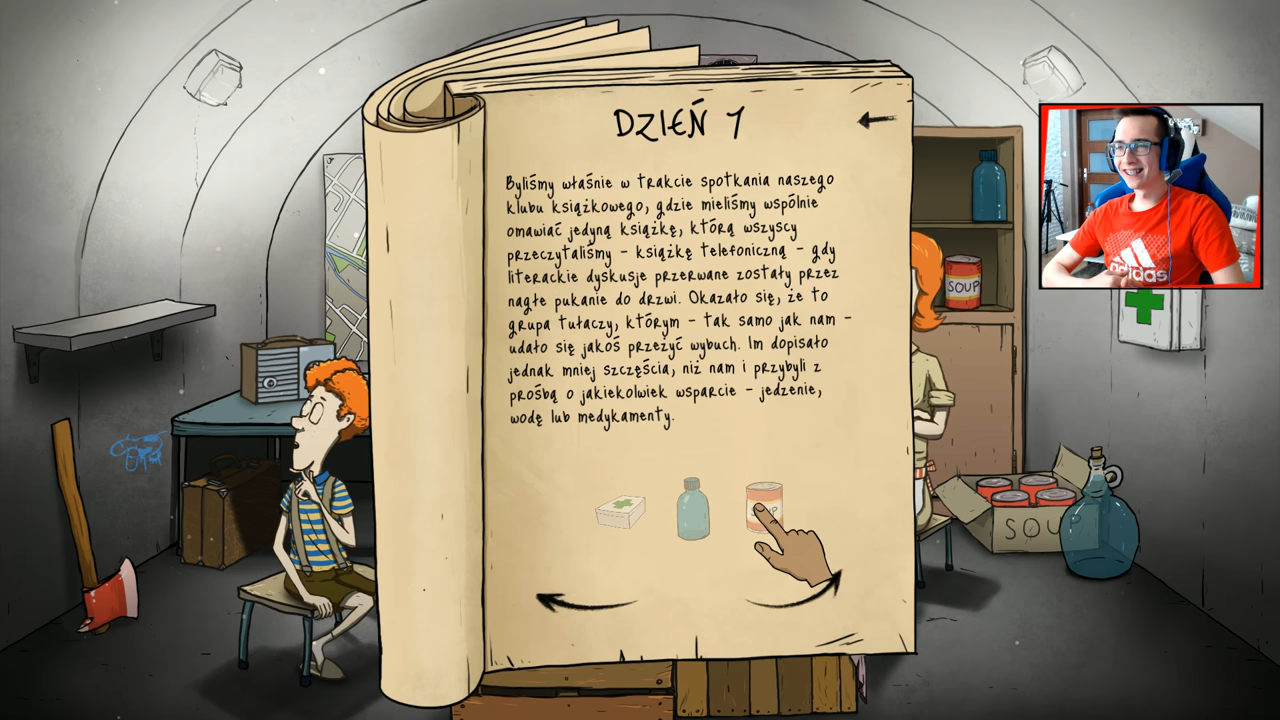 DZIEŃ 7
Byliśmy właśnie w trakcie spotkania naszego
klubu książkowego, gdzie mieliśmy wspólnie
omawiać jedyną książkę, którą wszyscy
przeczytaliśmy – książkę telefoniczną – gdy
literackie dyskusje przerwane zostały przez
nagłe pukanie do drzwi. Okazało się, że to
grupa tułaczy, którym – tak samo jak nam –
udało się jakoś przeżyć wybuch. Im dopisało
jednak mniej szczęścia, niż nam i przybyli z
prośbą o jakiekolwiek wsparcie – jedzenie,
wodę lub medykamenty.
SOUP
adidas
SOUP